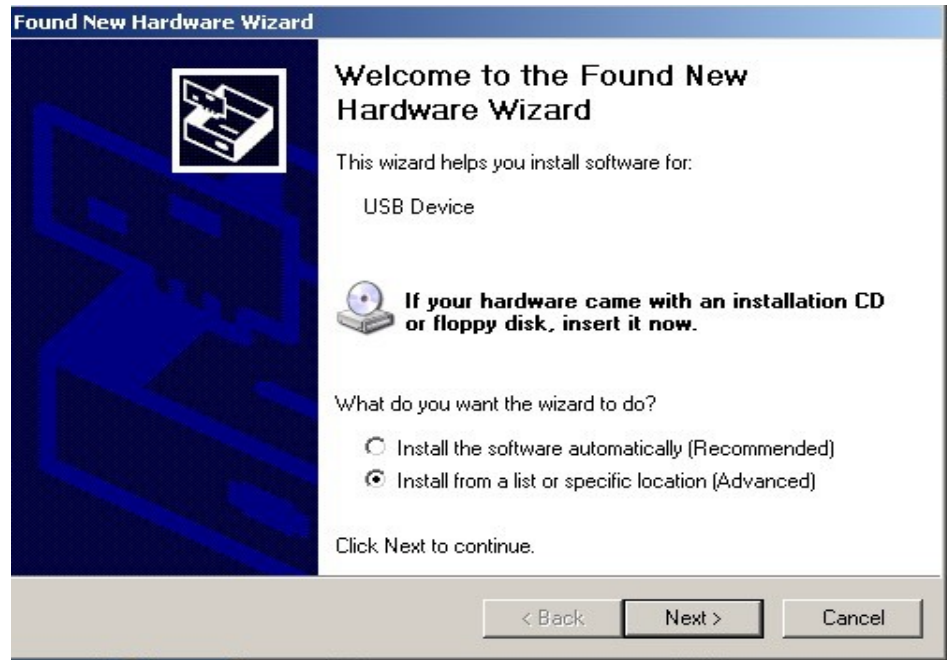 Found New Hardware Wizard
Welcome to the Found New
Hardware Wizard
This wizard helps you install software for:
USB Device
If your hardware came with an installation CD
or floppy disk, insert it now.
What do you want the wizard to do?
Install the software automatically (Recommended)
Install from a list or specific location (Advanced)
Click Next to continue.
< Back
Next >
Cancel